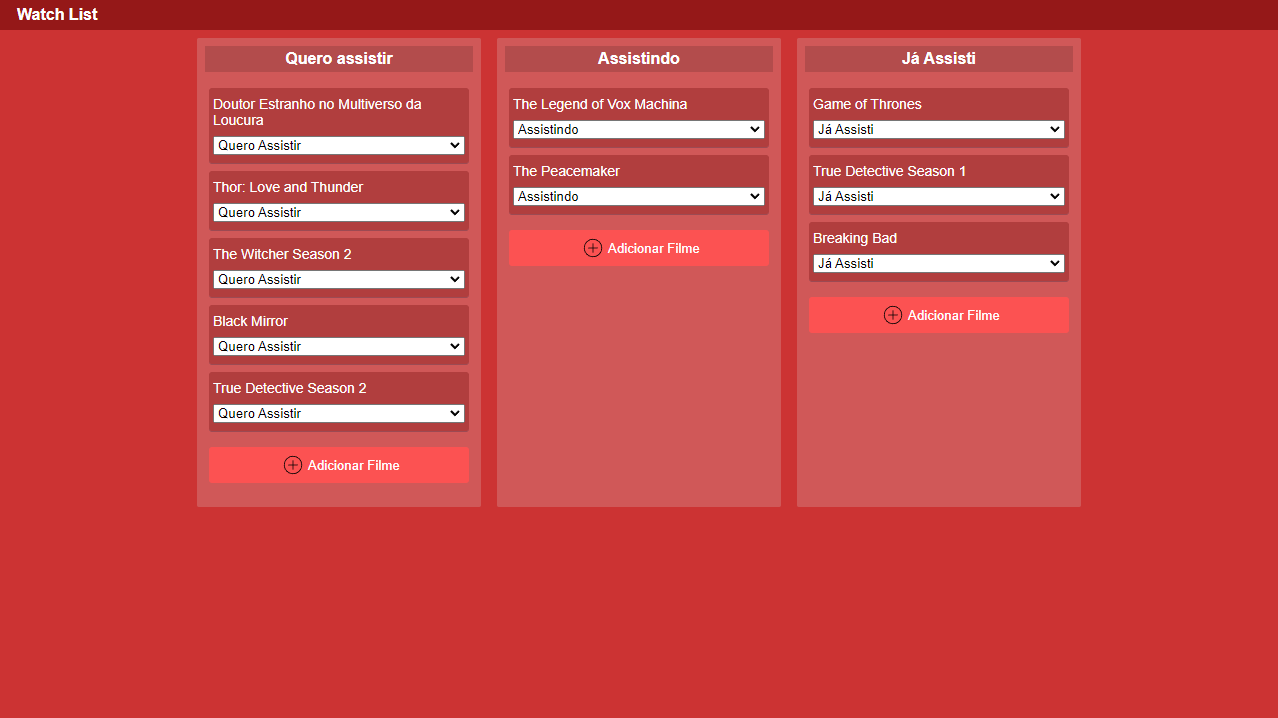 Watch List
Quero assistir
Doutor Estranho no Multiverso da
Loucura
Quero Assistir
Thor: Love and Thunder
Quero Assistir
The Witcher Season 2
Quero Assistir
Black Mirror
Quero Assistir
True Detective Season 2
Quero Assistir
Adicionar Filme
Assistindo
The Legend of Vox Machina
Assistindo
The Peacemaker
Assistindo
Adicionar Filme
Já Assisti
Game of Thrones
Já Assisti
True Detective Season 1
Já Assisti
Breaking Bad
Já Assisti
Adicionar Filme